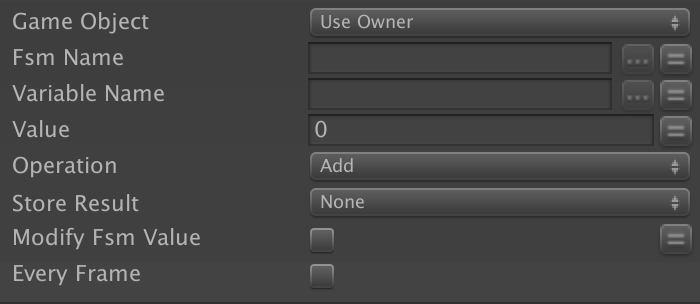 Game Object Use Owner
Fsm Name ...
Variable Name ...
Value 0
Operation Add
Store Result None
Modify Fsm Value
Every Frame